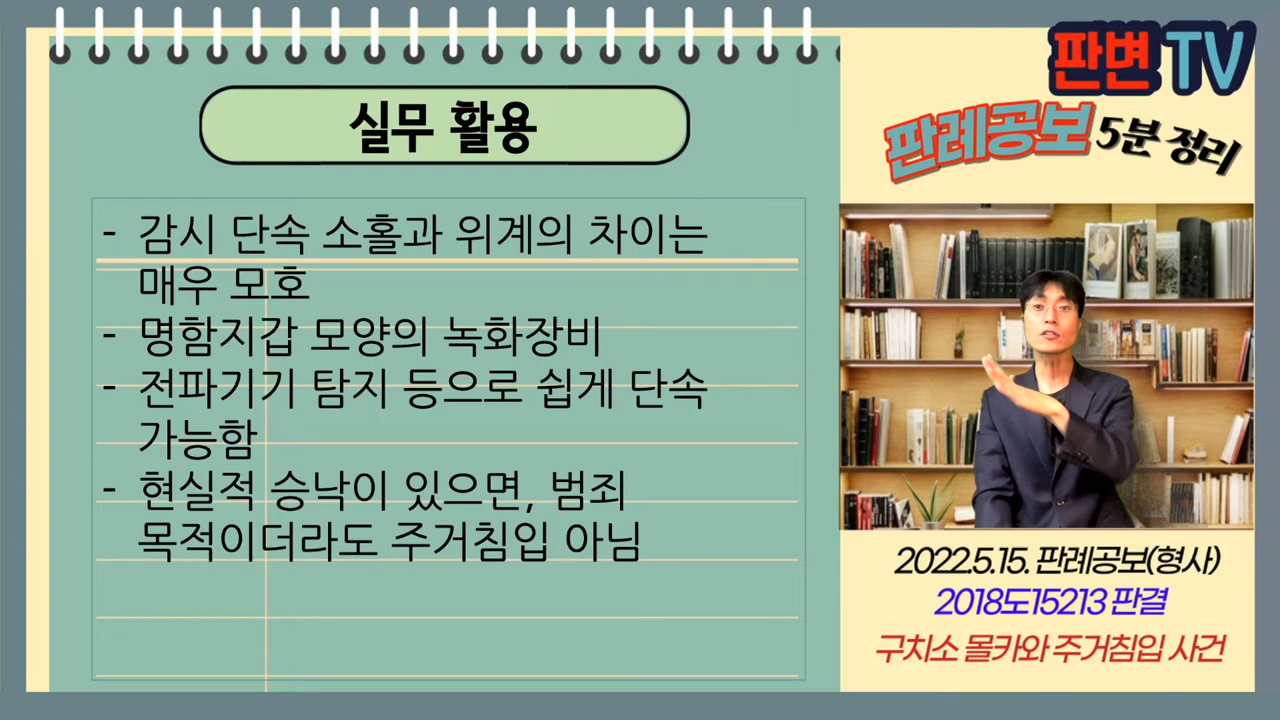 실무 활용
- 감시 단속 소홀과 위계의 차이는
매우 모호
- 명함지갑 모양의 녹화장비
- 전파기기 탐지 등으로 쉽게 단속
가능함
- 현실적 승낙이 있으면, 범죄
목적이더라도 주거침입 아님
판변 TV
판례공보 5분 정리
2022.5.15. 판례공보(형사)
2018도15213 판결
구치소 몰카와 주거침입 사건